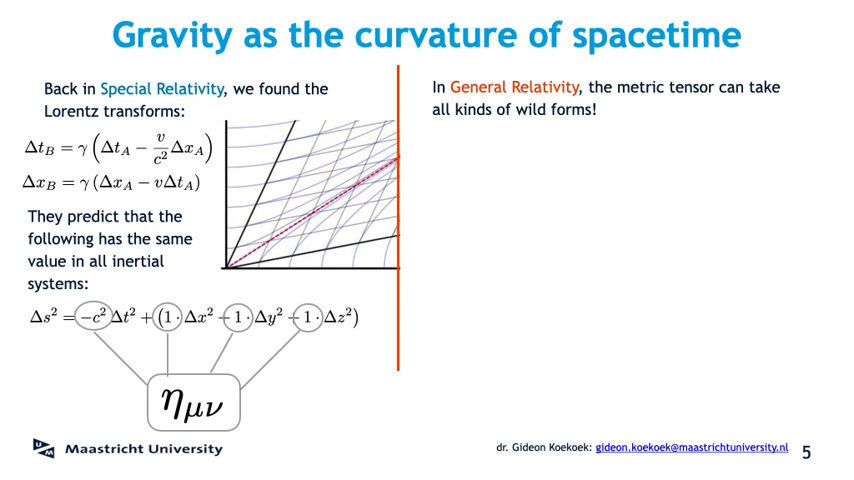 Gravity as the curvature of spacetime
Back in Special Relativity, we found the
Lorentz transforms:
Δt_B = γ (Δt_A − v/c² Δx_A)
Δx_B = γ (Δx_A − vΔt_A)
They predict that the
following has the same
value in all inertial
systems:
Δs² = −c² Δt² + (1 · Δx² + 1 · Δy² + 1 · Δz²)
η_μν
In General Relativity, the metric tensor can take
all kinds of wild forms!
Maastricht University
dr. Gideon Koekoek: gideon.koekoek@maastrichtuniversity.nl
5